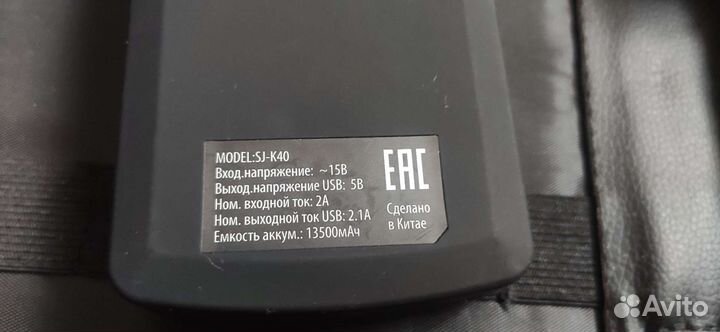 MODEL:SJ-K40
Вход.напряжение: ~15В
Выход.напряжение USB: 5В
Ном. входной ток: 2А
Ном. выходной ток USB: 2.1А
Емкость аккум.: 13500мАч
EAC
Сделано
в Китае
Avito